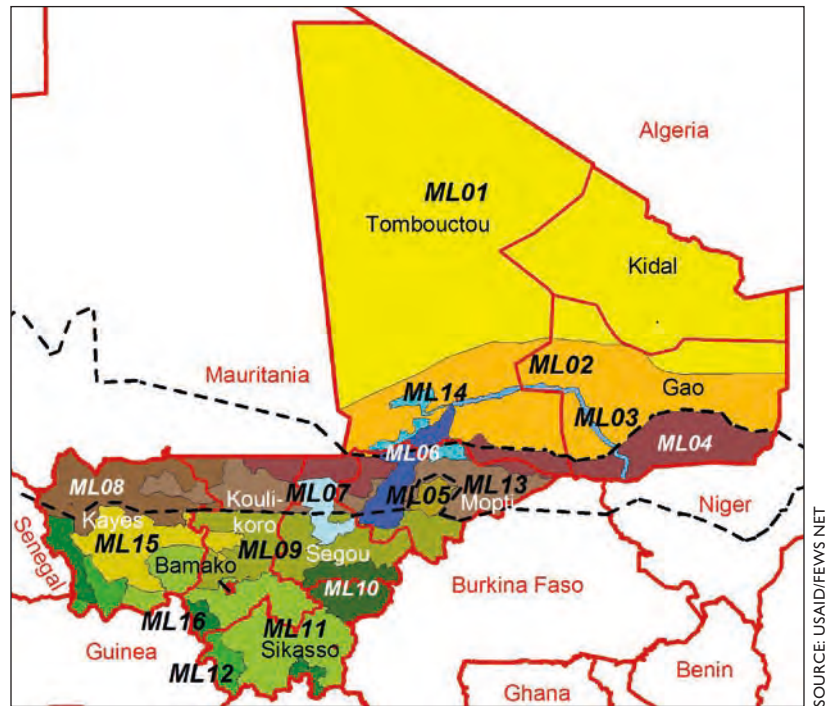 Algeria
ML01
Tombouctou
Kidal
ML02
Mauritania
ML14
Gao
ML03
ML04
ML06
ML08
Kouli-
koro
ML07
ML05
ML13
Mopti
Kayes
Niger
Senegal
ML15
ML09
Segou
Bamako
ML10
Burkina Faso
ML16
ML11
Guinea
Sikasso
ML12
Benin
Ghana
SOURCE: USAID/FEWS NET